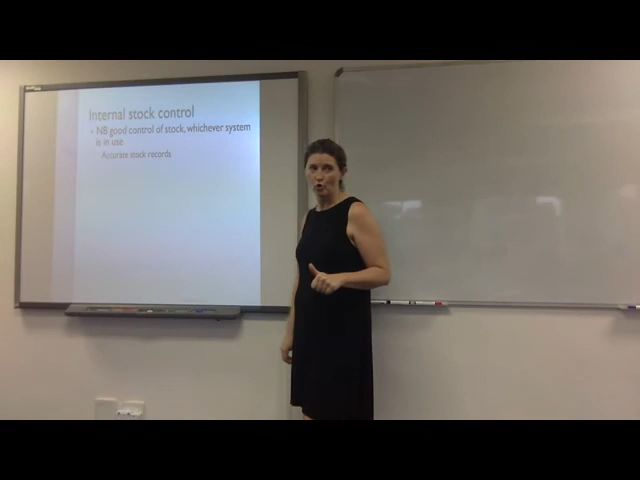 Internal stock control
NB good control of stock, whichever system
is in use
Accurate stock records